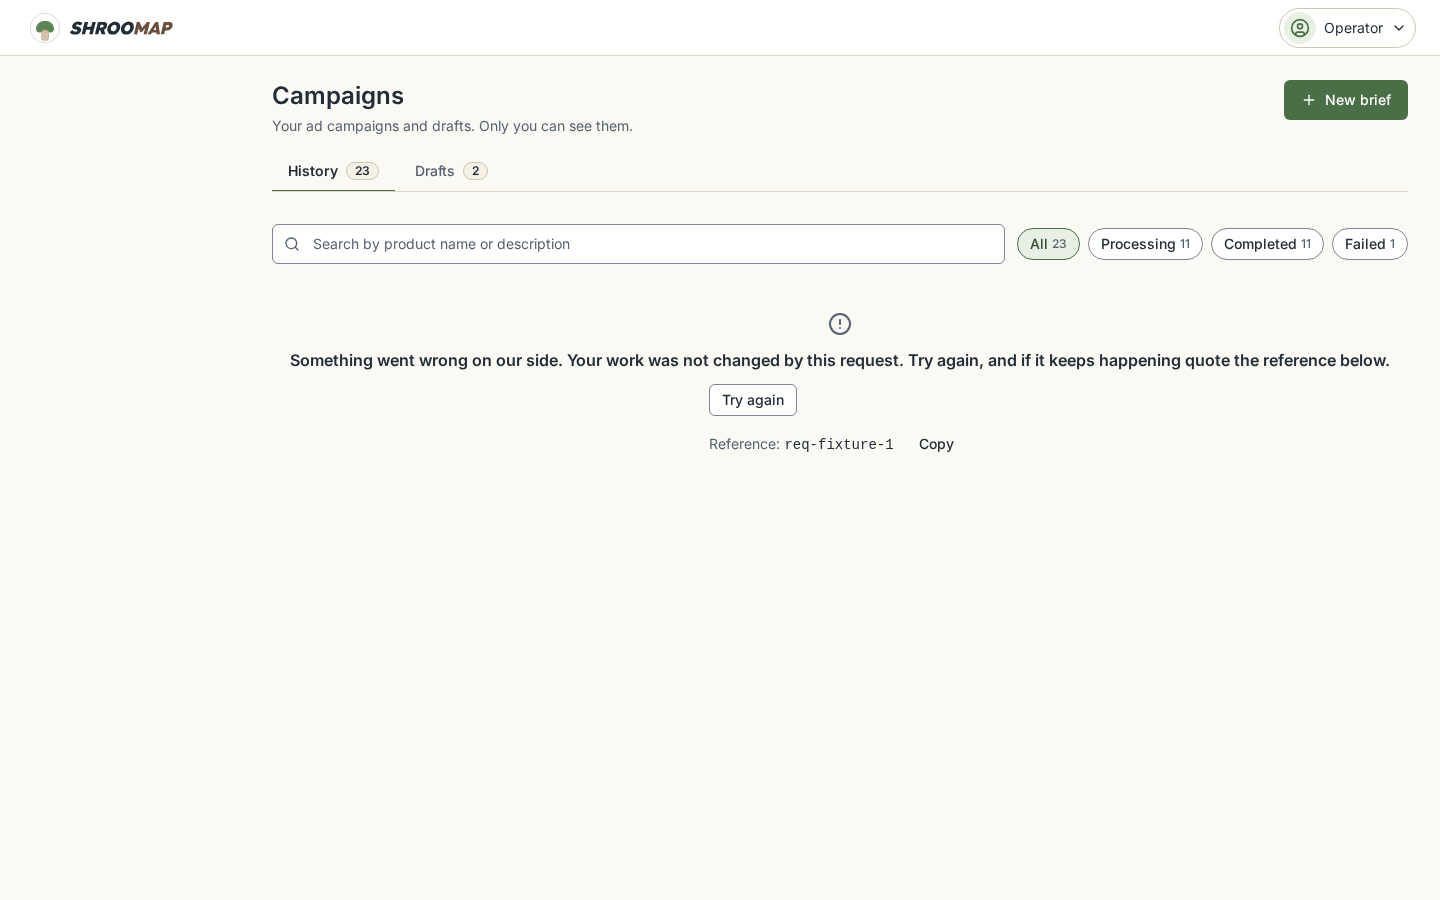 SHROOMAP
Operator
Campaigns
New brief
Your ad campaigns and drafts. Only you can see them.
History 23 Drafts 2
Search by product name or description
All 23 Processing 11 Completed 11 Failed 1
Something went wrong on our side. Your work was not changed by this request. Try again, and if it keeps happening quote the reference below.
Try again
Reference: req-fixture-1 Copy